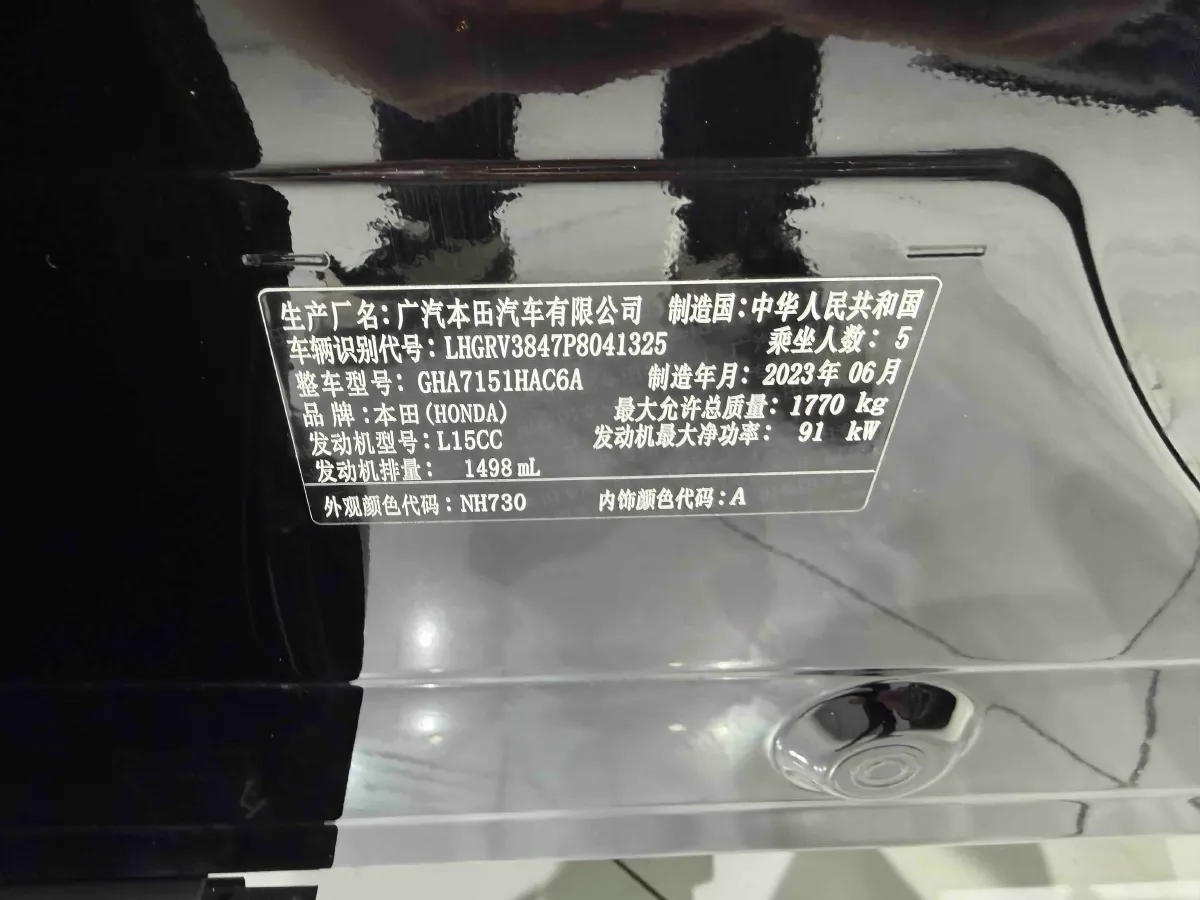 生产厂名:广汽本田汽车有限公司 制造国:中华人民共和国
车辆识别代号:LHGRV3847P8041325 乘坐人数:5
整车型号:GHA7151HAC6A 制造年月:2023年06月
品牌:本田(HONDA) 最大允许总质量:1770 kg
发动机型号:L15CC 发动机最大净功率:91 kW
发动机排量:1498 mL
外观颜色代码:NH730 内饰颜色代码:A